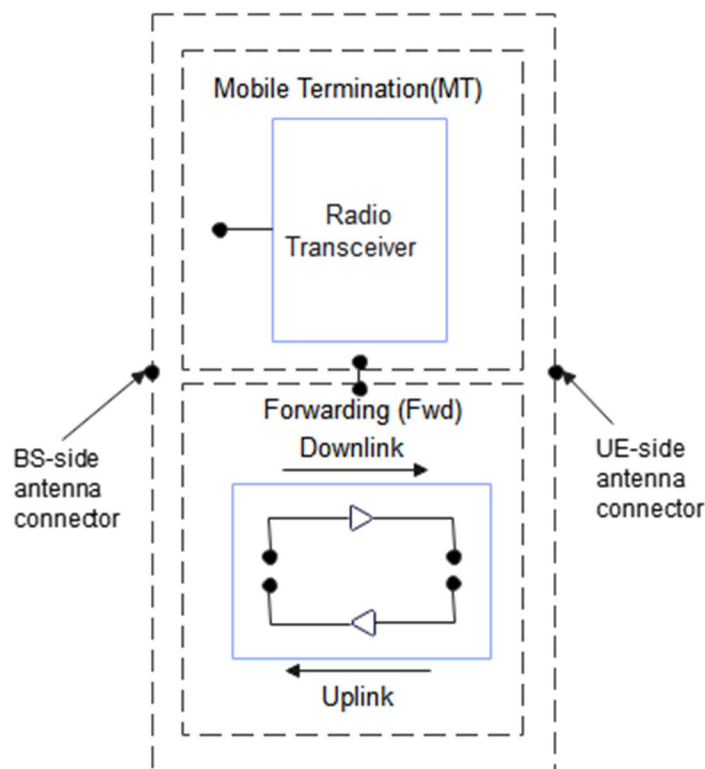 Mobile Termination(MT)
Radio
Transceiver
Forwarding (Fwd)
Downlink
BS-side
antenna
connector
UE-side
antenna
connector
Uplink